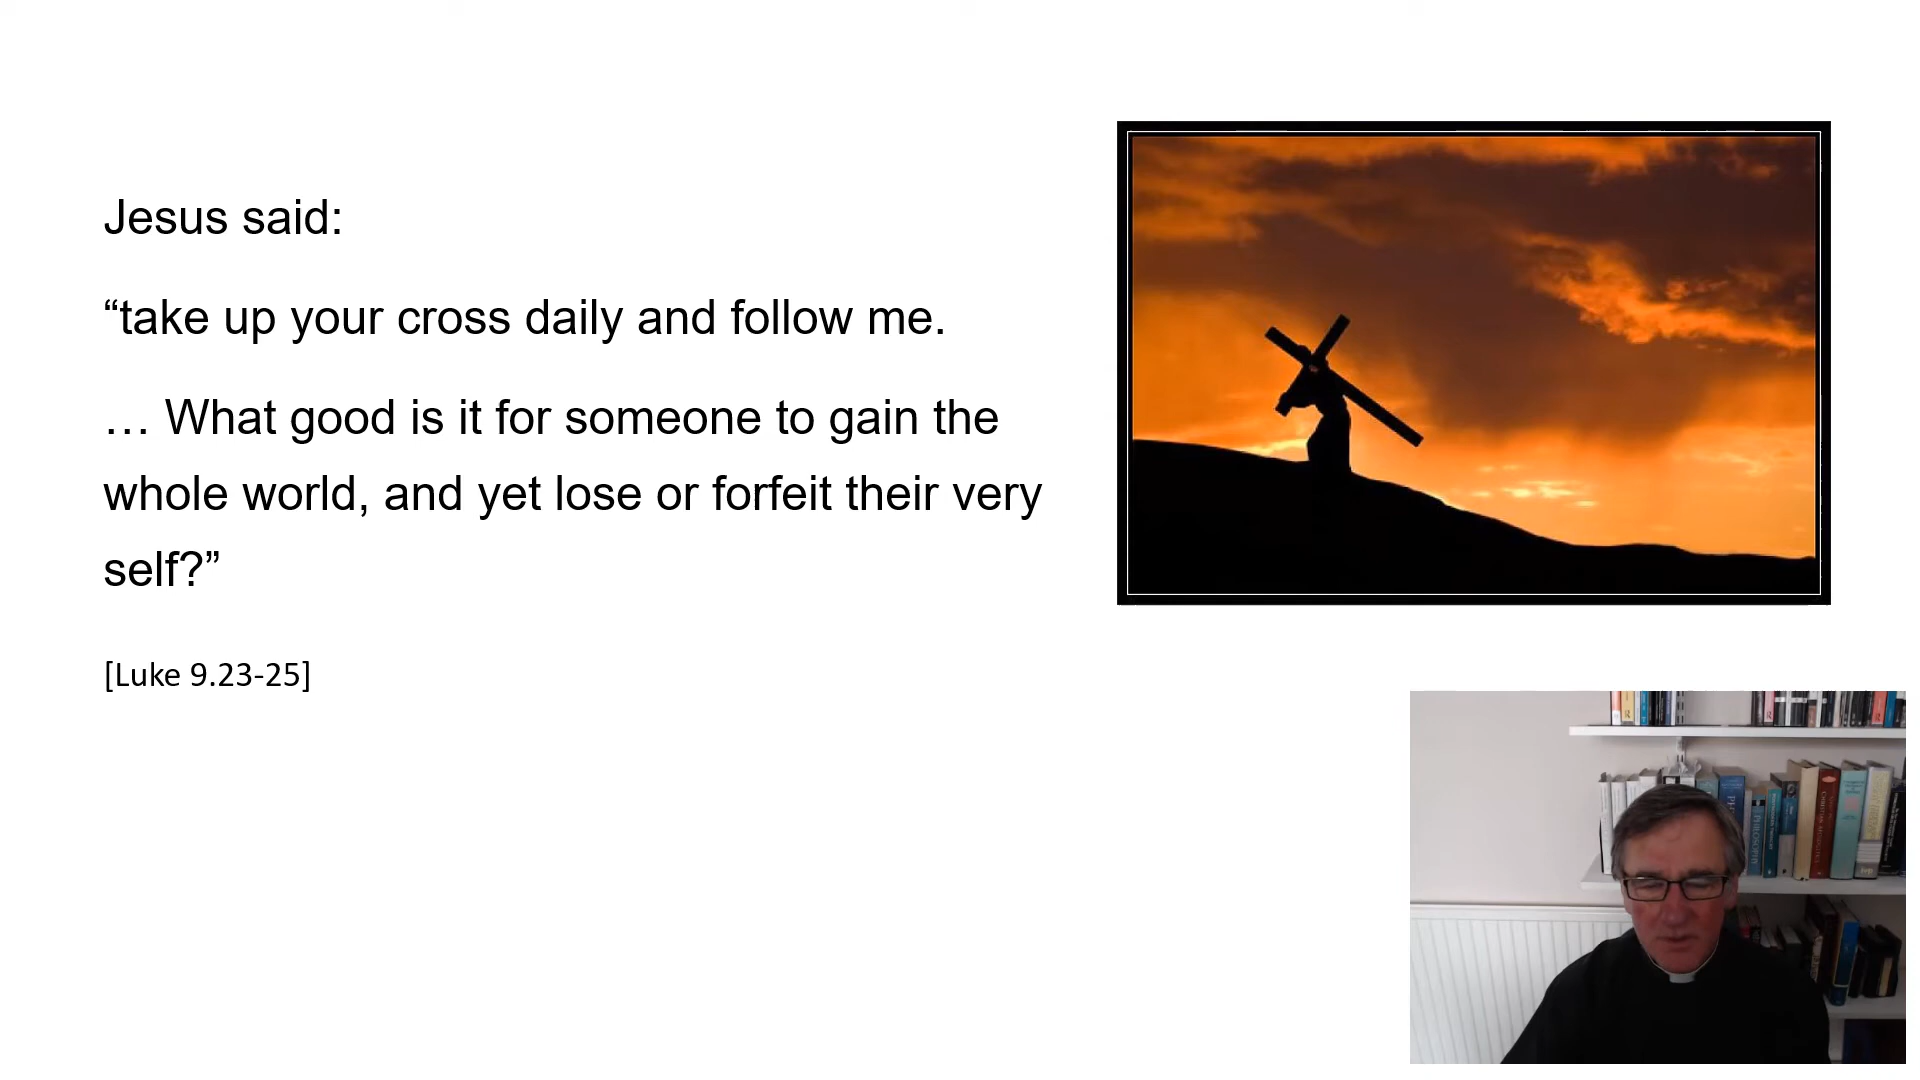 Jesus said:
“take up your cross daily and follow me.
… What good is it for someone to gain the
whole world, and yet lose or forfeit their very
self?”
[Luke 9.23-25]